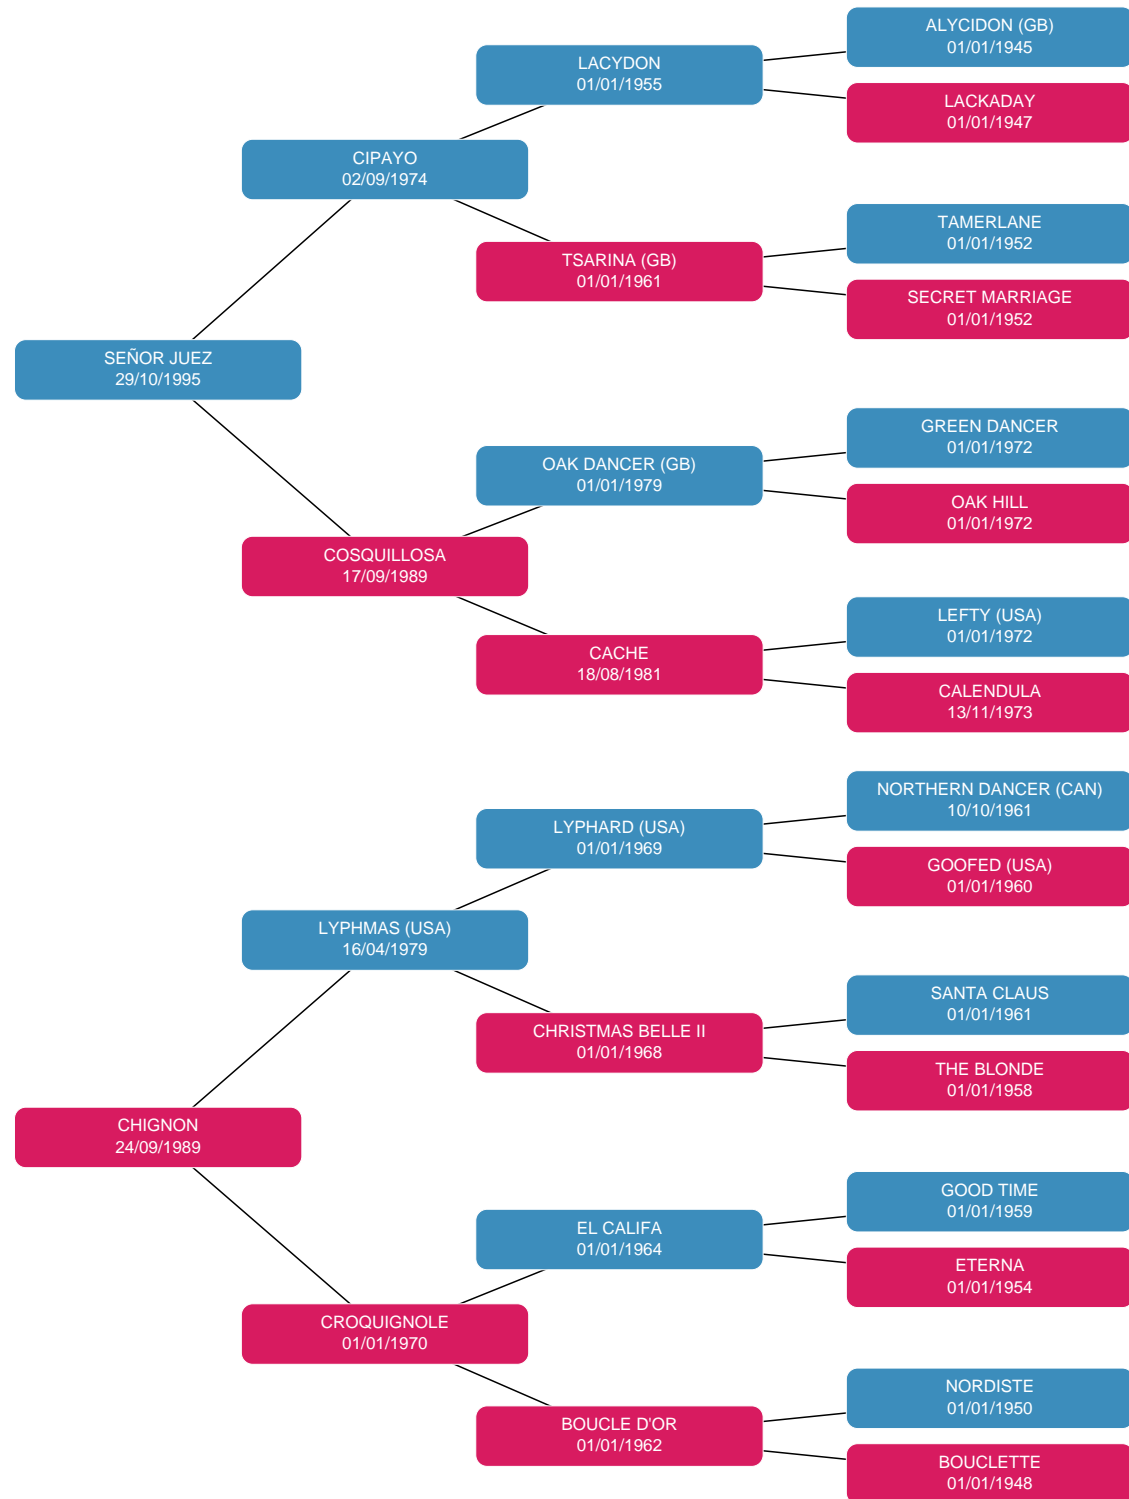 ALYCIDON (GB)
01/01/1945
LACYDON
01/01/1955
LACKADAY
01/01/1947
CIPAYO
02/09/1974
TAMERLANE
01/01/1952
TSARINA (GB)
01/01/1961
SECRET MARRIAGE
01/01/1952
SEÑOR JUEZ
29/10/1995
GREEN DANCER
01/01/1972
OAK DANCER (GB)
01/01/1979
OAK HILL
01/01/1972
COSQUILLOSA
17/09/1989
LEFTY (USA)
01/01/1972
CACHE
18/08/1981
CALENDULA
13/11/1973
NORTHERN DANCER (CAN)
10/10/1961
LYPHARD (USA)
01/01/1969
GOOFED (USA)
01/01/1960
LYPHMAS (USA)
16/04/1979
SANTA CLAUS
01/01/1961
CHRISTMAS BELLE II
01/01/1968
THE BLONDE
01/01/1958
CHIGNON
24/09/1989
GOOD TIME
01/01/1959
EL CALIFA
01/01/1964
ETERNA
01/01/1954
CROQUIGNOLE
01/01/1970
NORDISTE
01/01/1950
BOUCLE D'OR
01/01/1962
BOUCLETTE
01/01/1948